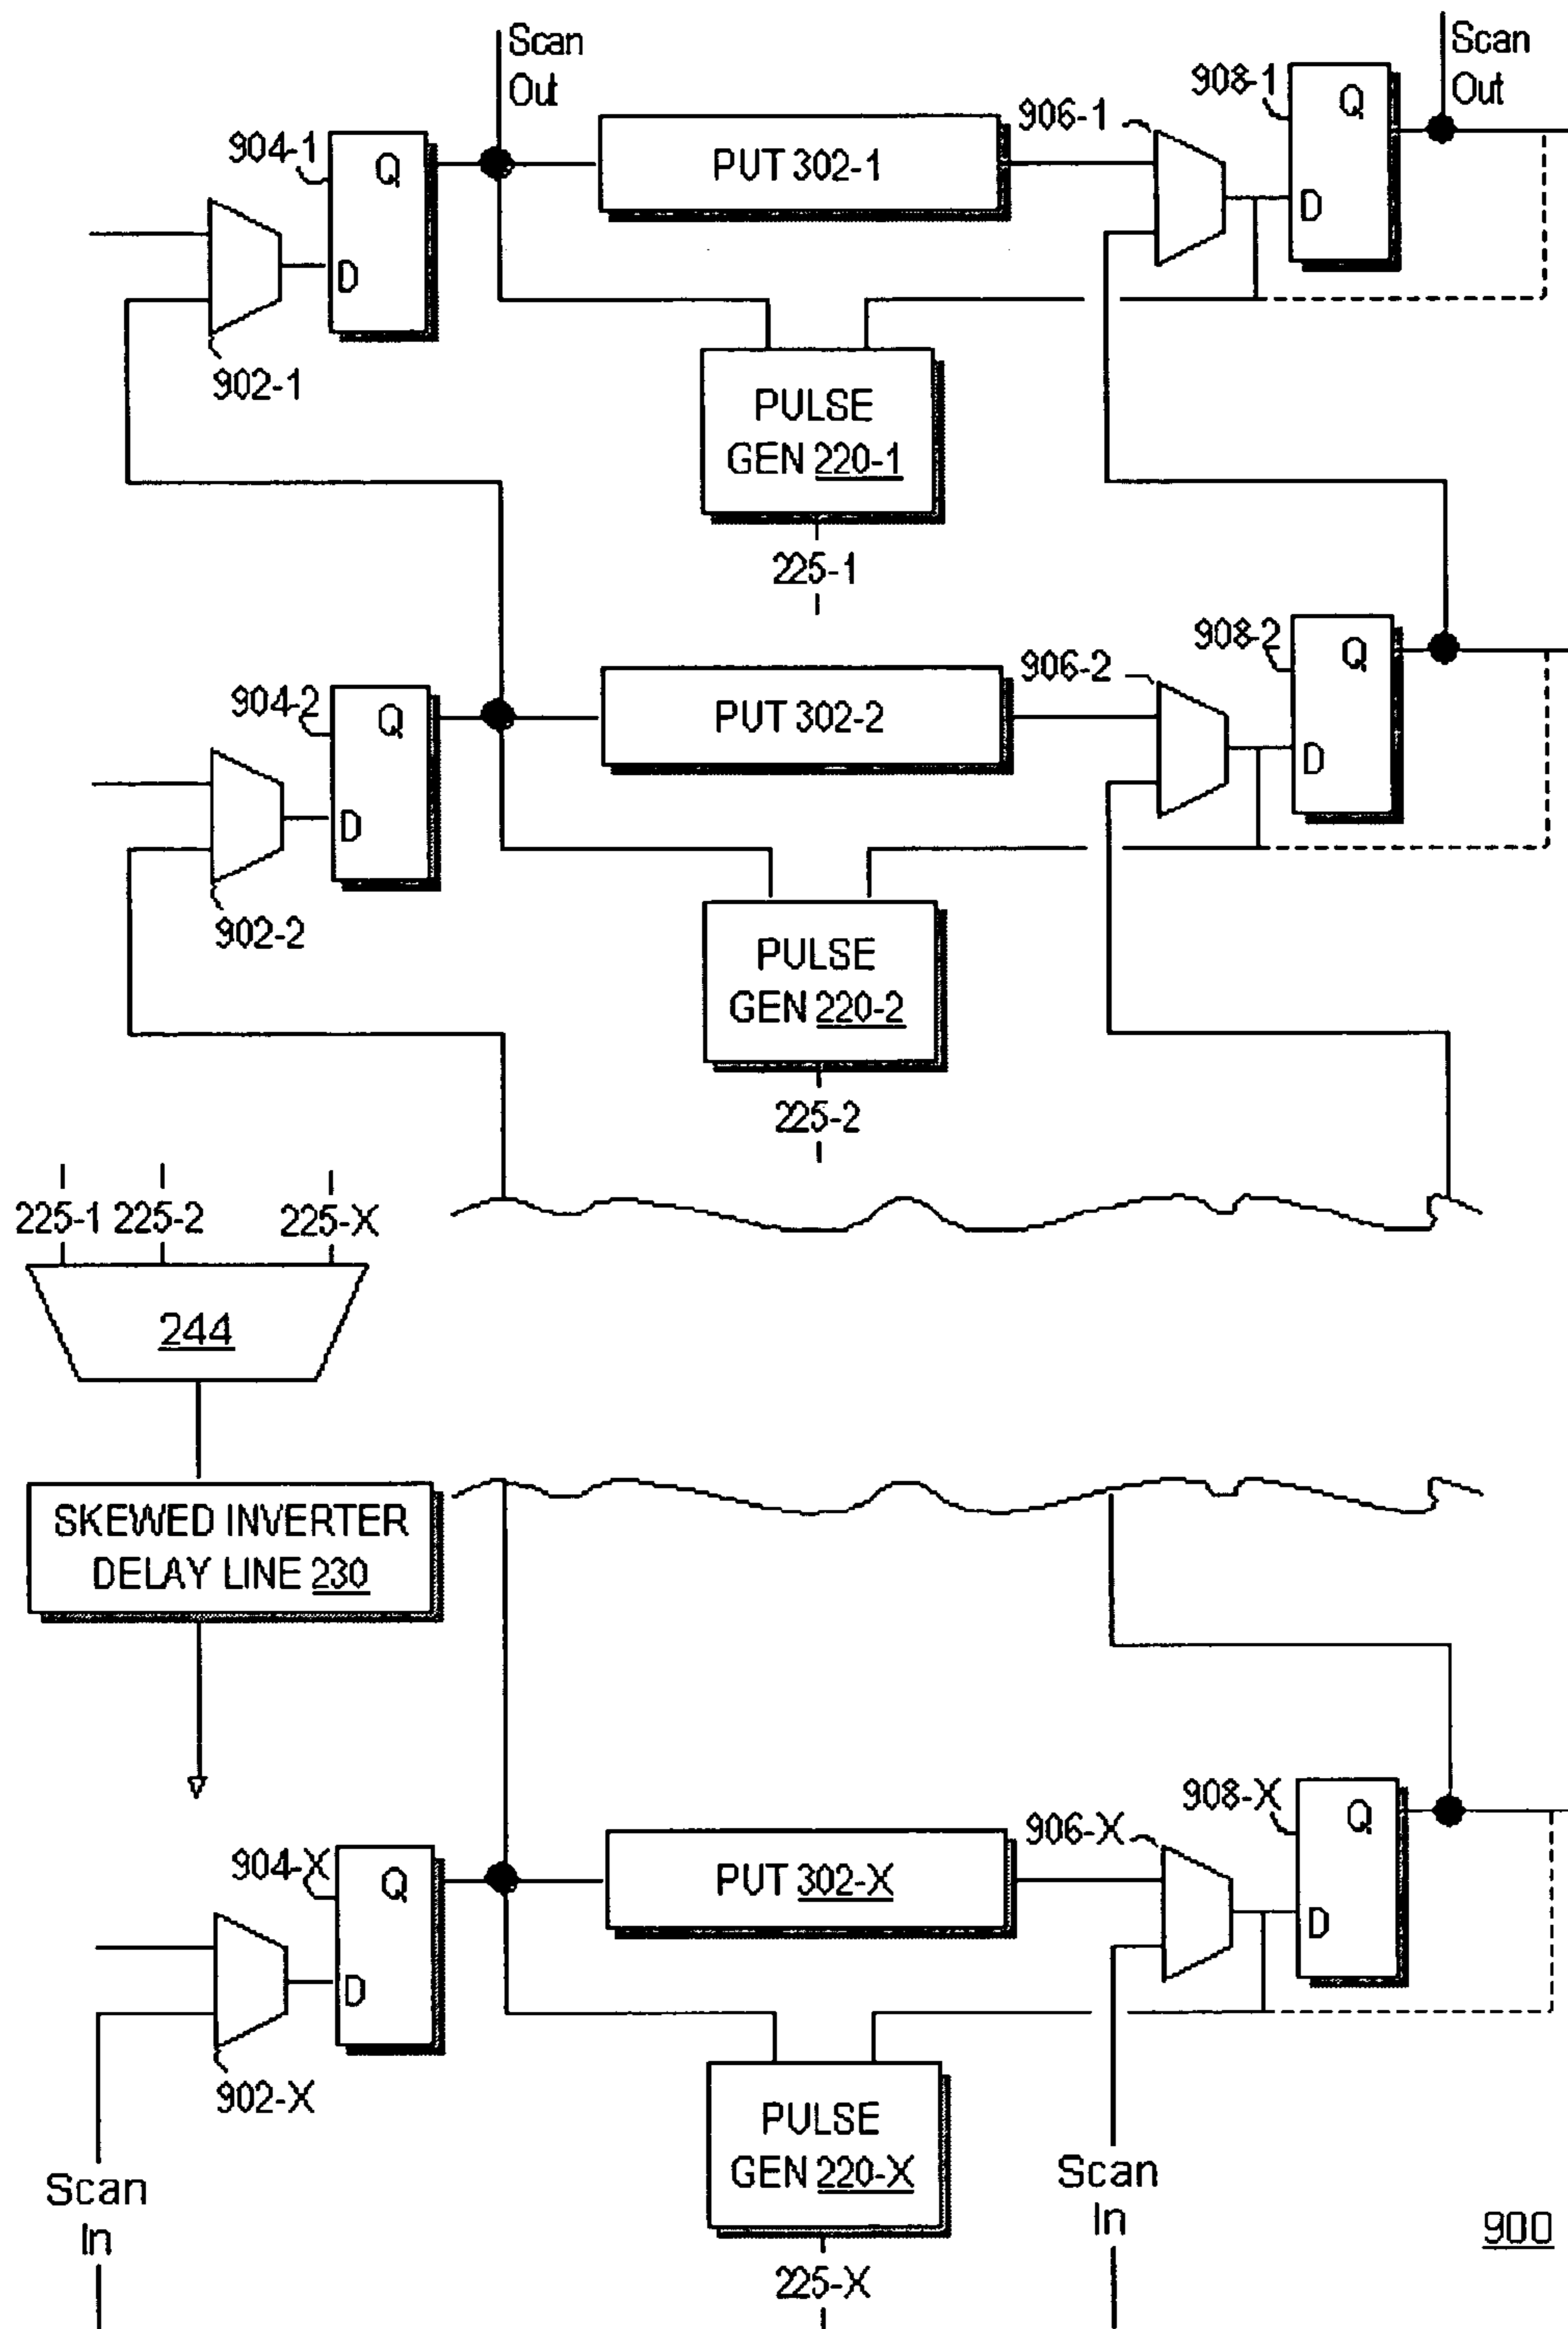 Scan
Out
Scan
Out
908-1
906-1
904-1
Q
PUT 302-1
Q
D
D
902-1
PULSE
GEN 220-1
225-1
908-2
906-2
904-2
Q
PUT 302-2
Q
D
D
902-2
PULSE
GEN 220-2
225-2
225-1 225-2 225-X
244
SKEWED INVERTER
DELAY LINE 230
908-X
906-X
904-X
Q
PUT 302-X
Q
D
D
902-X
PULSE
GEN 220-X
Scan
In
Scan
In
225-X
900